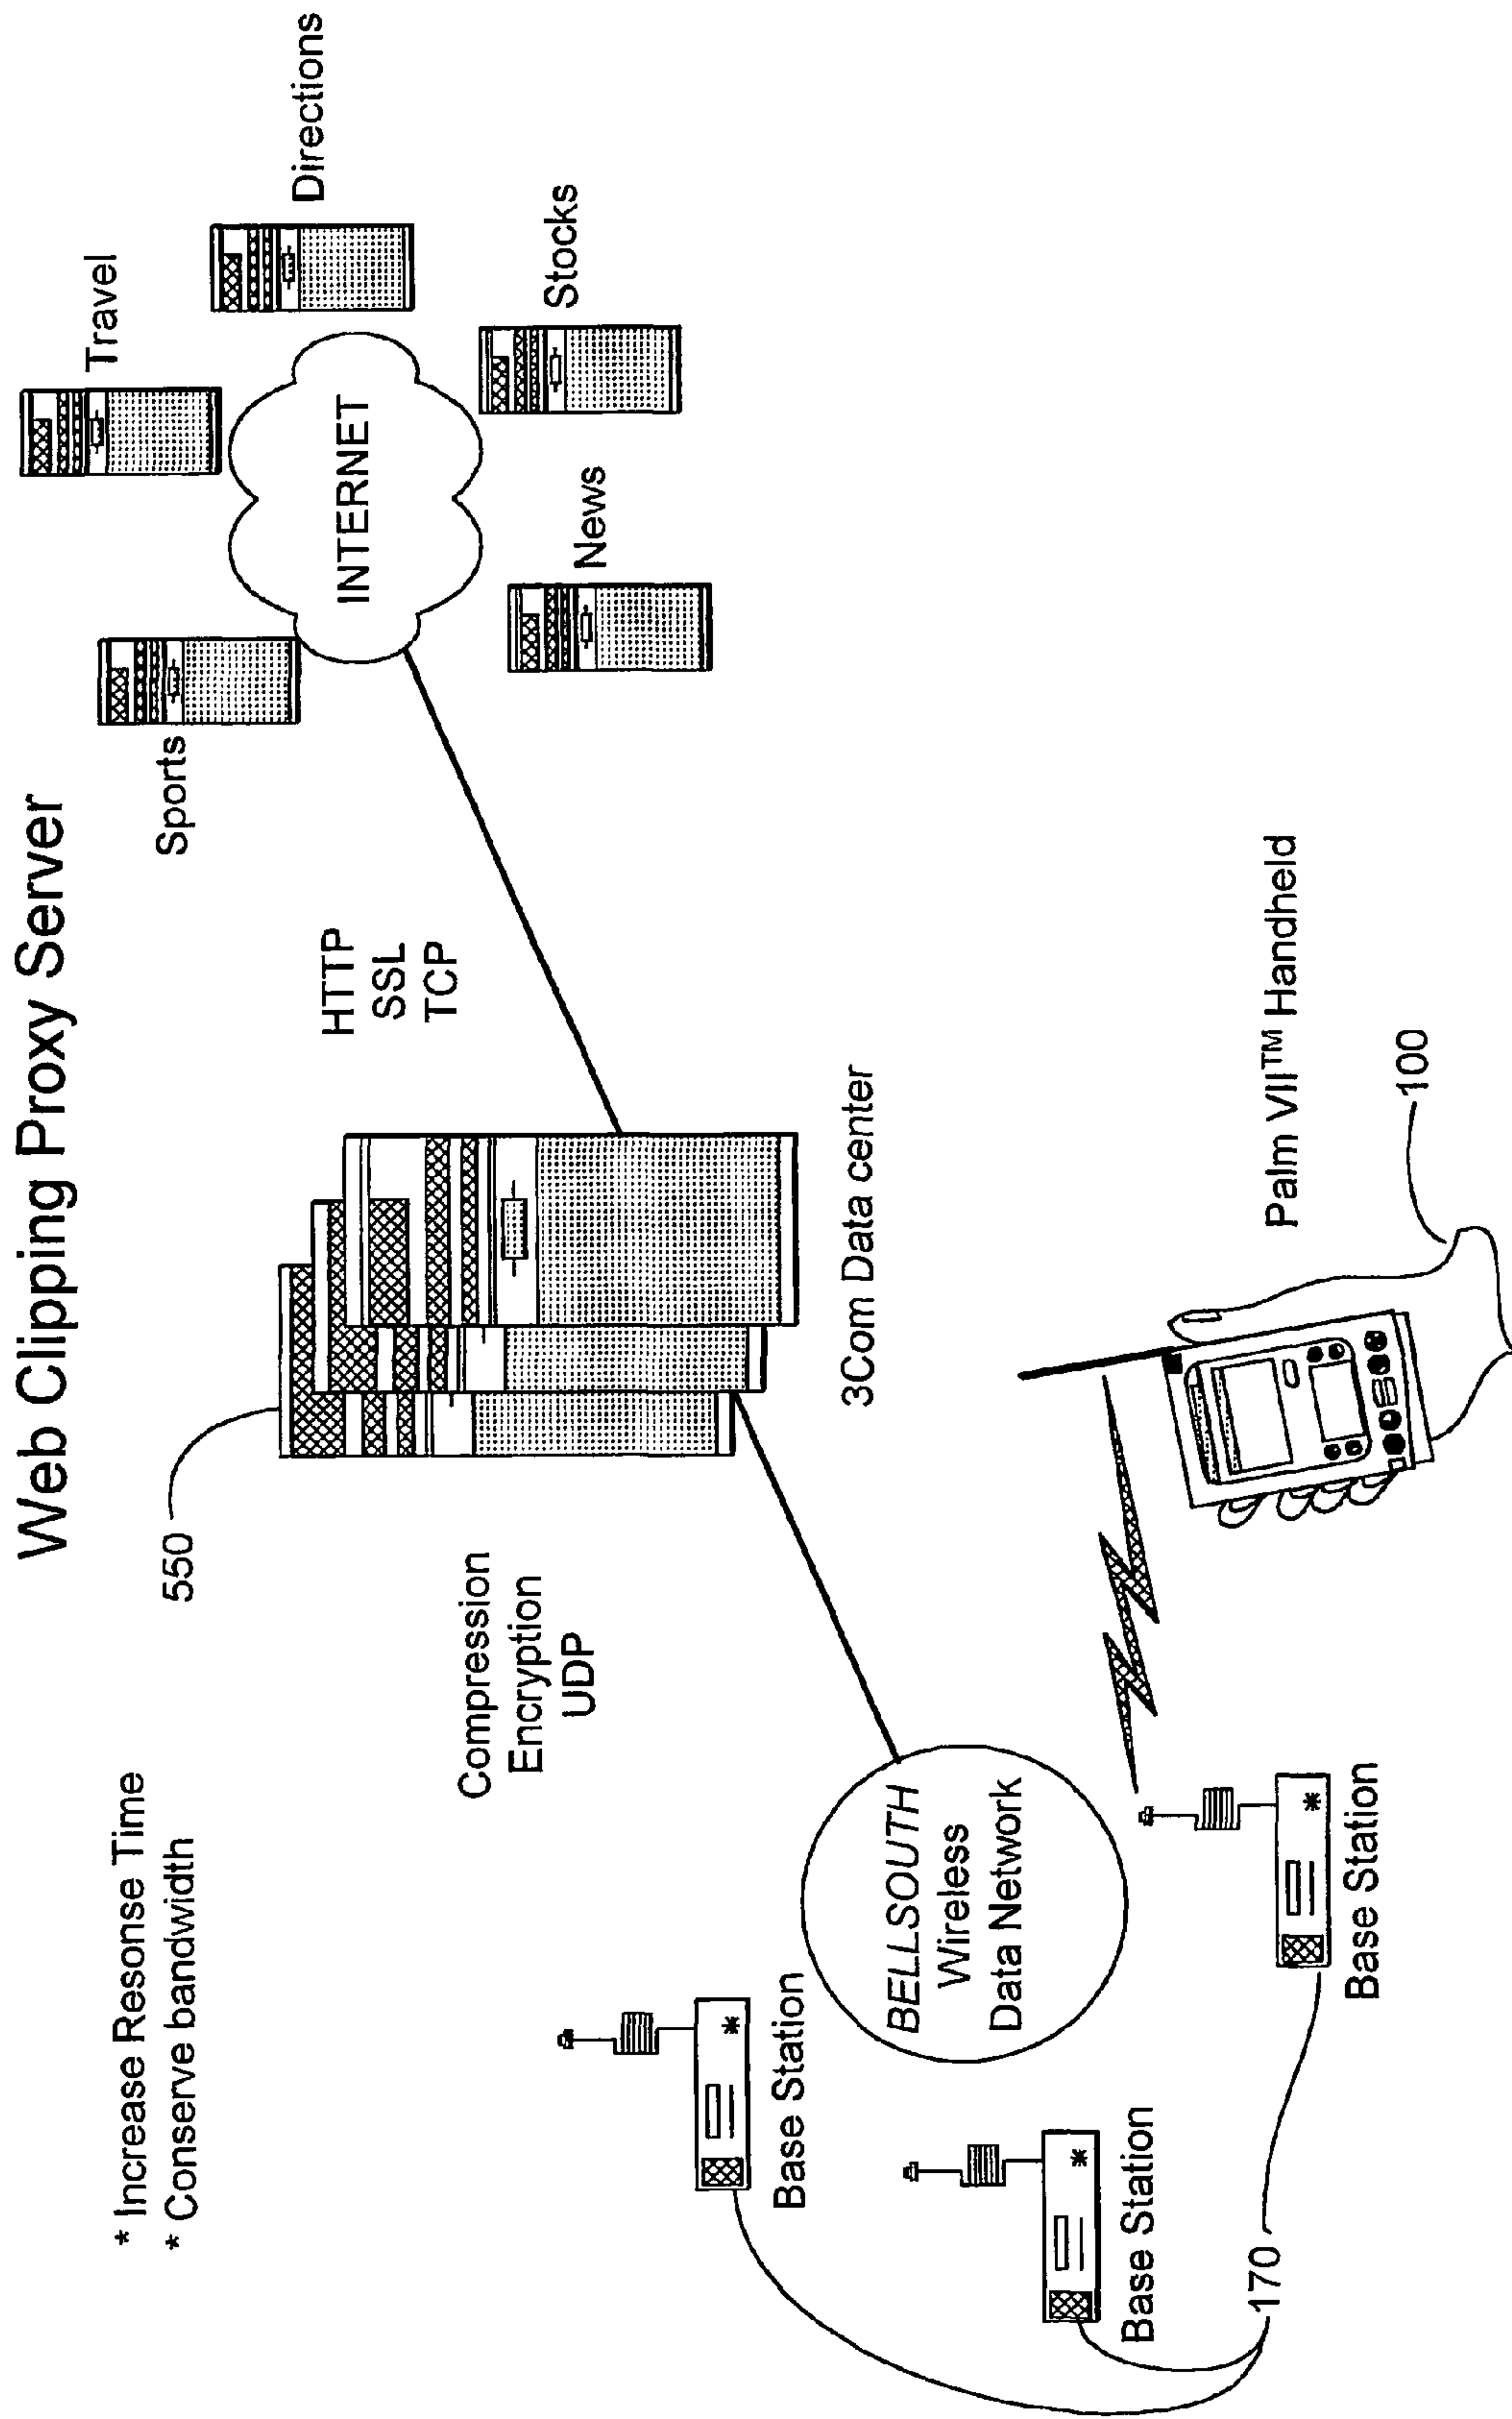 Web Clipping Proxy Server
* Increase Resonse Time
* Conserve bandwidth
550
Compression
Encryption
UDP
HTTP
SSL
TCP
Sports
Travel
Directions
INTERNET
Stocks
News
3Com Data center
BELLSOUTH
Wireless
Data Network
Base Station
Base Station
Base Station
170
Palm VII™ Handheld
100